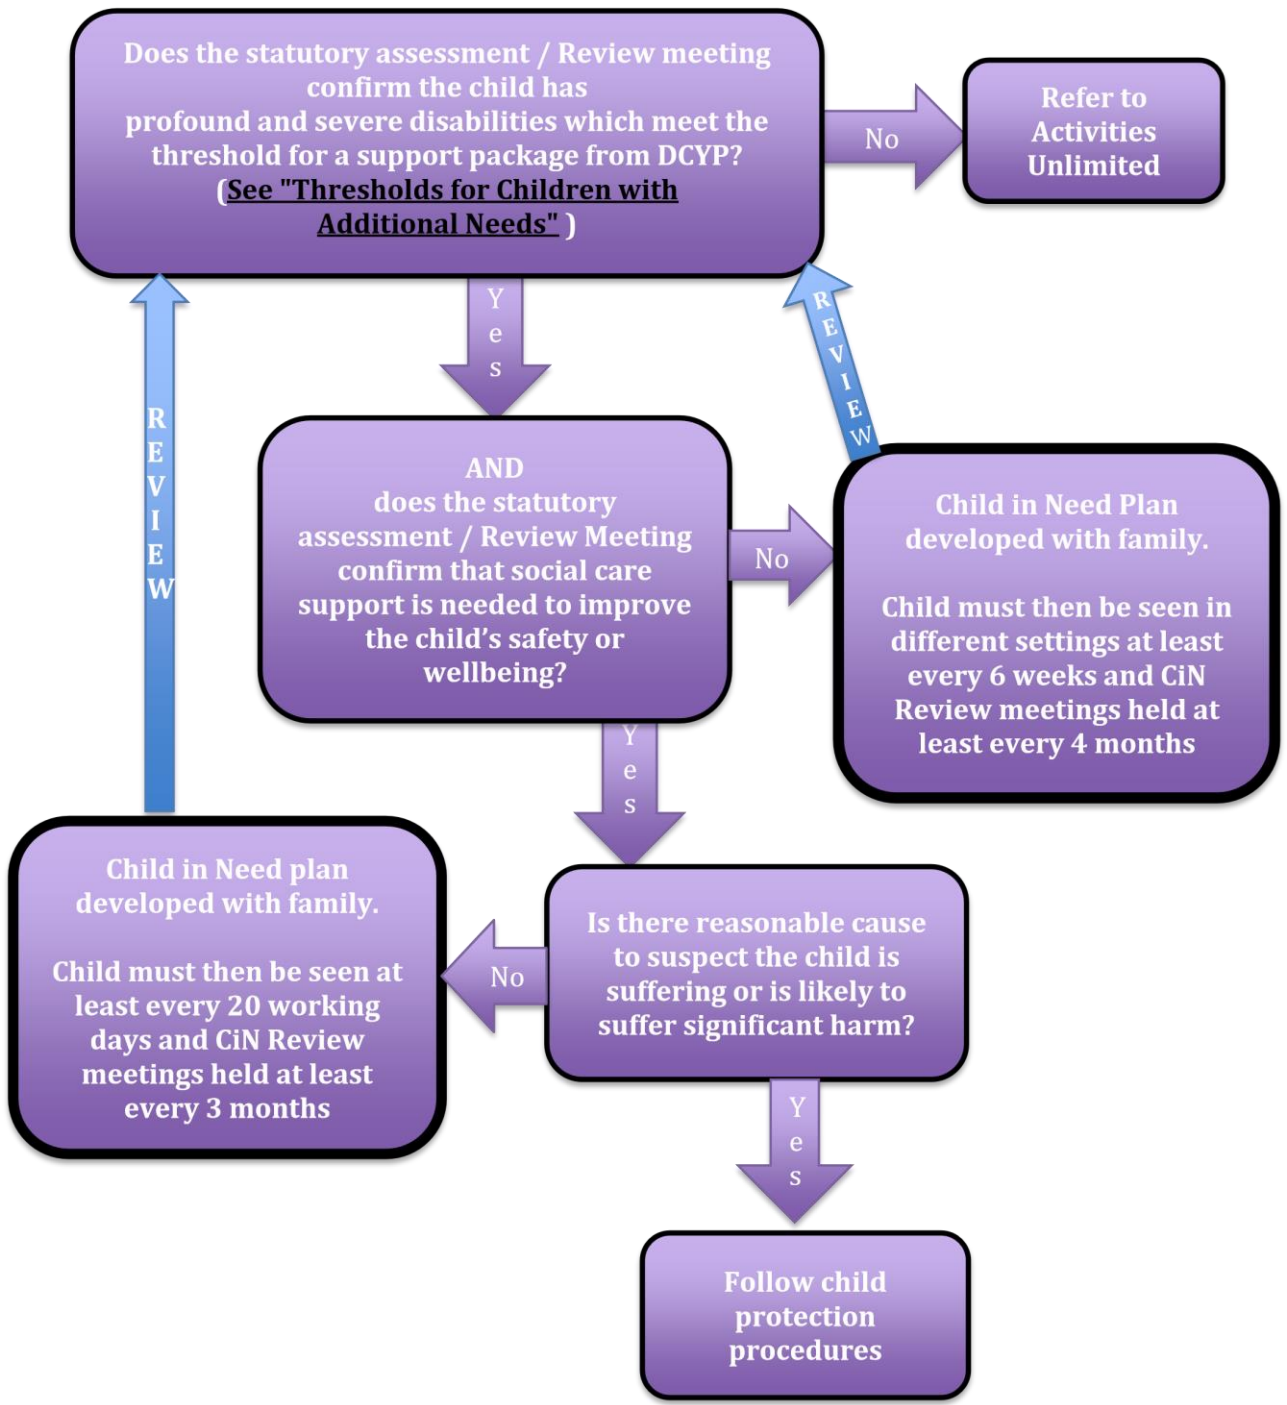 Does the statutory assessment / Review meeting
confirm the child has
profound and severe disabilities which meet the
threshold for a support package from DCYP?
(See "Thresholds for Children with
Additional Needs" )
No
Refer to
Activities
Unlimited
Yes
REVIEW
REVIEW
AND
does the statutory
assessment / Review Meeting
confirm that social care
support is needed to improve
the child’s safety or
wellbeing?
No
Child in Need Plan
developed with family.
Child must then be seen in
different settings at least
every 6 weeks and CiN
Review meetings held at
least every 4 months
Yes
Is there reasonable cause
to suspect the child is
suffering or is likely to
suffer significant harm?
No
Child in Need plan
developed with family.
Child must then be seen at
least every 20 working
days and CiN Review
meetings held at least
every 3 months
Yes
Follow child
protection
procedures